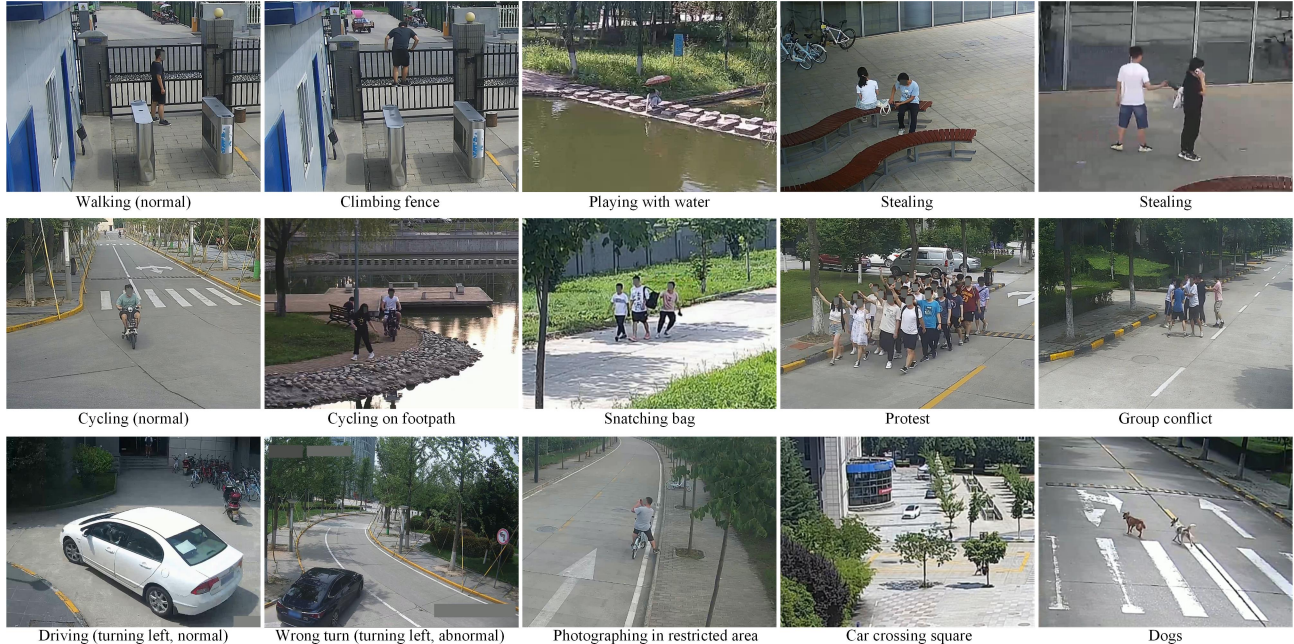 Walking (normal)
Climbing fence
Playing with water
Stealing
Stealing
Cycling (normal)
Cycling on footpath
Snatching bag
Protest
Group conflict
Driving (turning left, normal)
Wrong turn (turning left, abnormal)
Photographing in restricted area
Car crossing square
Dogs